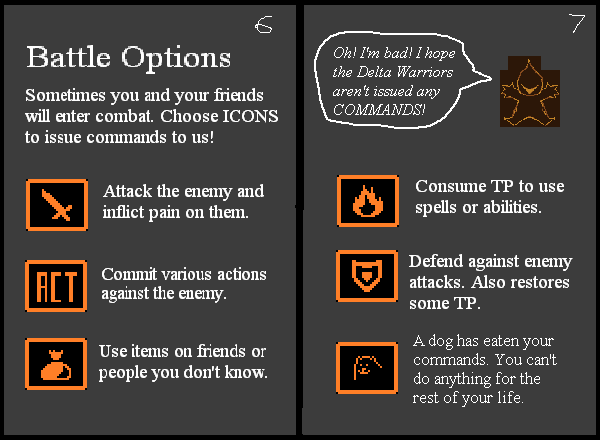 6
Battle Options
Sometimes you and your friends
will enter combat. Choose ICONS
to issue commands to us!
Attack the enemy and
inflict pain on them.
ACT
Commit various actions
against the enemy.
Use items on friends or
people you don't know.
7
Oh! I'm bad! I hope
the Delta Warriors
aren't issued any
COMMANDS!
Consume TP to use
spells or abilities.
Defend against enemy
attacks. Also restores
some TP.
A dog has eaten your
commands. You can't
do anything for the
rest of your life.